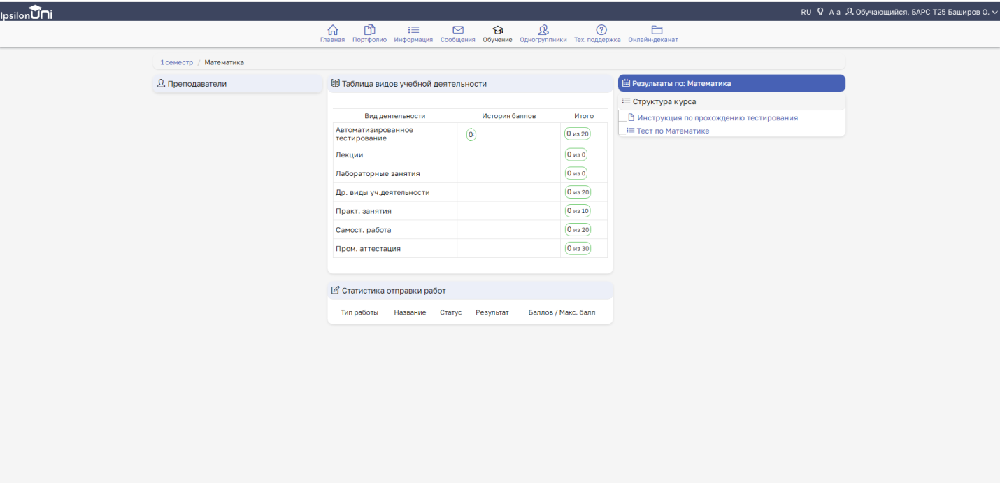 IpsilonUni
RU A a Обучающийся, БАРС Т25 Баширов О.
Главная Портфолио Информация Сообщения Обучение Одногруппники Тех. поддержка Онлайн-деканат
1 семестр / Математика
Преподаватели
Таблица видов учебной деятельности
Вид деятельности История баллов Итого
Автоматизированное
тестирование 0 0 из 20
Лекции 0 из 0
Лабораторные занятия 0 из 0
Др. виды уч.деятельности 0 из 20
Практ. занятия 0 из 10
Самост. работа 0 из 20
Пром. аттестация 0 из 30
Статистика отправки работ
Тип работы Название Статус Результат Баллов / Макс. балл
Результаты по: Математика
Структура курса
Инструкция по прохождению тестирования
Тест по Математике